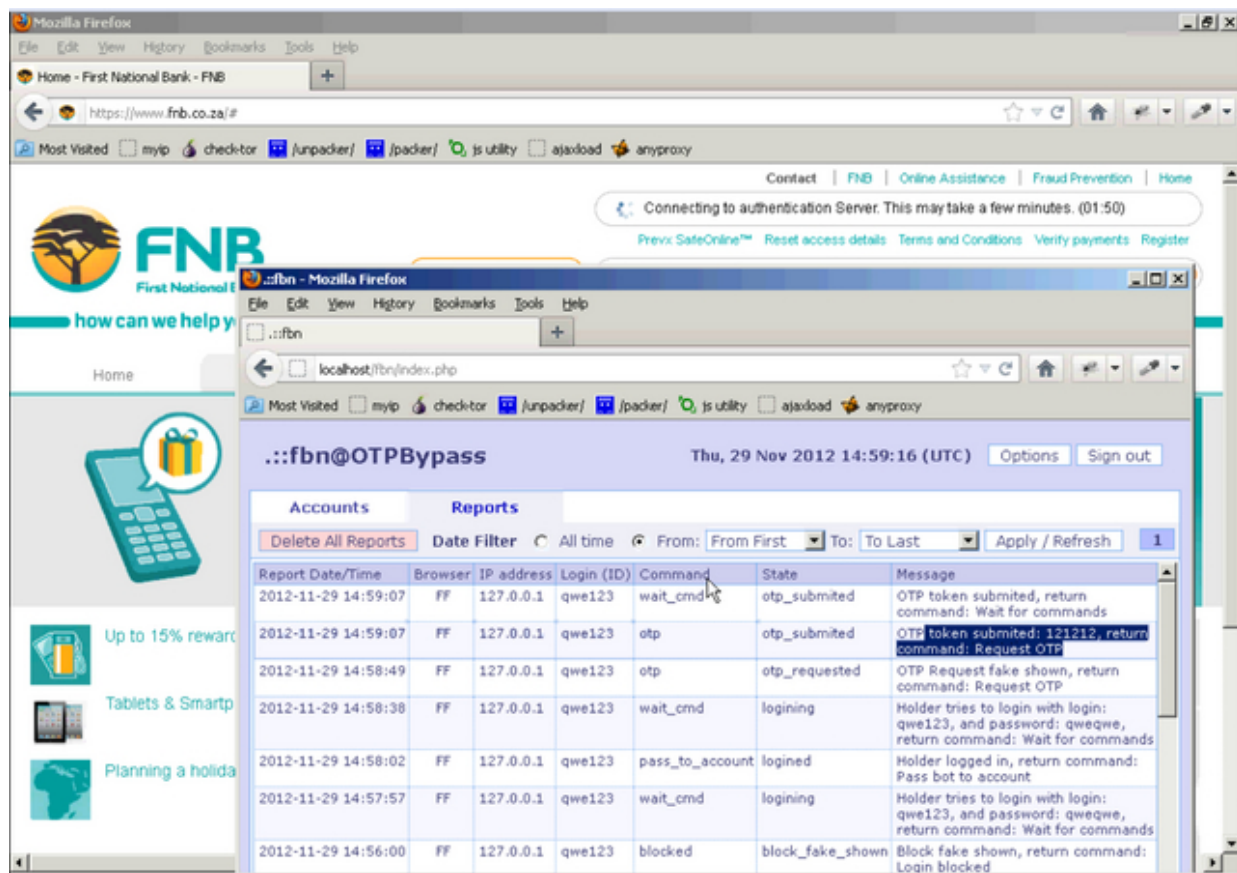 Mozilla Firefox
File Edit View History Bookmarks Tools Help
Home - First National Bank - FNB
https://www.fnb.co.za/#
Most Visited myip check-tor /unpacker/ /packer/ js utility ajaxload anyproxy
Contact | FNB | Online Assistance | Fraud Prevention | Home
Connecting to authentication Server. This may take a few minutes. (01:50)
Prevx SafeOnline™ Reset access details Terms and Conditions Verify payments Register
FNB
First National
how can we help y
Home
Up to 15% reward
Tablets & Smartp
Planning a holida
.::fbn - Mozilla Firefox
File Edit View History Bookmarks Tools Help
.::fbn
localhost/fbn/index.php
Most Visited myip check-tor /unpacker/ /packer/ js utility ajaxload anyproxy
.::fbn@OTPBypass Thu, 29 Nov 2012 14:59:16 (UTC) Options Sign out
Accounts Reports
Delete All Reports Date Filter All time From: From First To: To Last Apply / Refresh 1
Report Date/Time Browser IP address Login (ID) Command State Message
2012-11-29 14:59:07 FF 127.0.0.1 qwe123 wait_cmd otp_submited OTP token submited, return
command: Wait for commands
2012-11-29 14:59:07 FF 127.0.0.1 qwe123 otp otp_submited OTP token submited: 121212, return
command: Request OTP
2012-11-29 14:58:49 FF 127.0.0.1 qwe123 otp otp_requested OTP Request fake shown, return
command: Request OTP
2012-11-29 14:58:38 FF 127.0.0.1 qwe123 wait_cmd logining Holder tries to login with login:
qwe123, and password: qweqwe,
return command: Wait for commands
2012-11-29 14:58:02 FF 127.0.0.1 qwe123 pass_to_account logined Holder logged in, return command:
Pass bot to account
2012-11-29 14:57:57 FF 127.0.0.1 qwe123 wait_cmd logining Holder tries to login with login:
qwe123, and password: qweqwe,
return command: Wait for commands
2012-11-29 14:56:00 FF 127.0.0.1 qwe123 blocked block_fake_shown Block fake shown, return command:
Login blocked